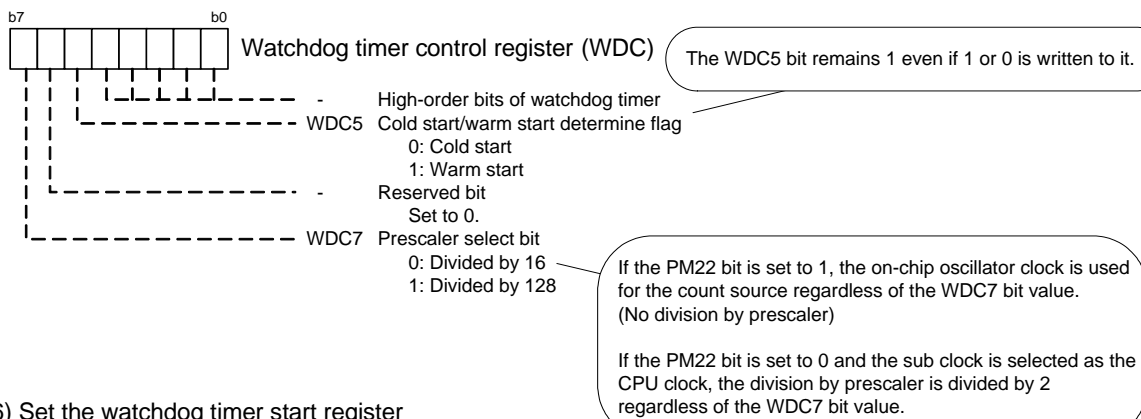 b7 b0
Watchdog timer control register (WDC)
The WDC5 bit remains 1 even if 1 or 0 is written to it.
- High-order bits of watchdog timer
WDC5 Cold start/warm start determine flag
0: Cold start
1: Warm start
- Reserved bit
Set to 0.
WDC7 Prescaler select bit
0: Divided by 16
1: Divided by 128
If the PM22 bit is set to 1, the on-chip oscillator clock is used
for the count source regardless of the WDC7 bit value.
(No division by prescaler)
If the PM22 bit is set to 0 and the sub clock is selected as the
CPU clock, the division by prescaler is divided by 2
regardless of the WDC7 bit value.
) Set the watchdog timer start register